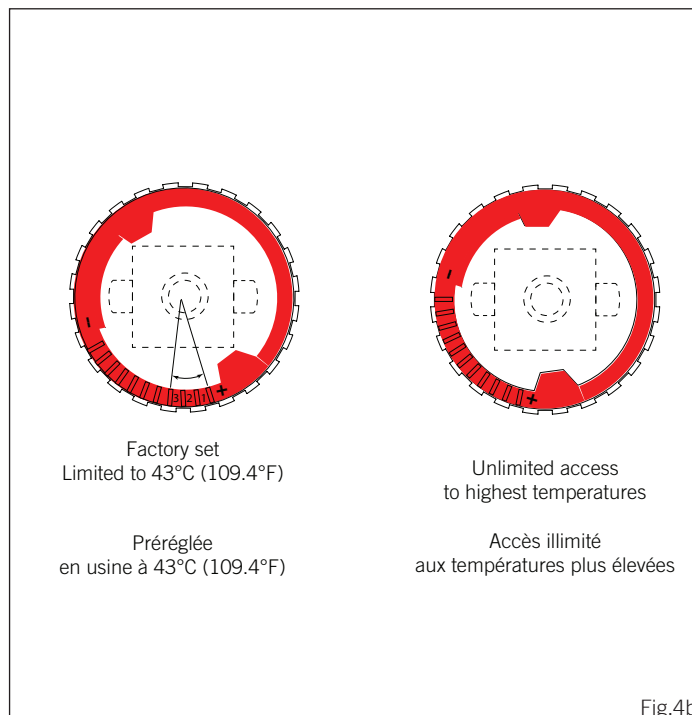 –
3 2 1
+
Factory set
Limited to 43°C (109.4°F)
Préréglée
en usine à 43°C (109.4°F)
–
+
Unlimited access
to highest temperatures
Accès illimité
aux températures plus élevées
Fig.4b